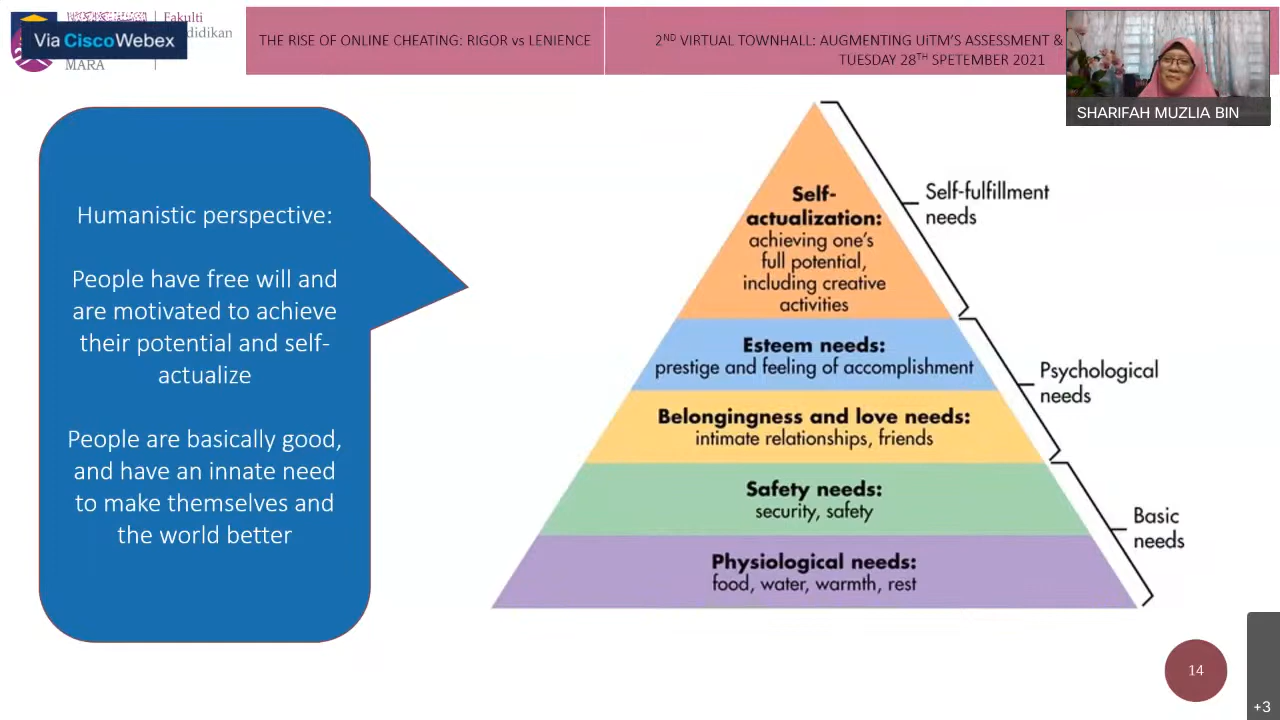 Fakulti
Via CiscoWebex
MARA
THE RISE OF ONLINE CHEATING: RIGOR vs LENIENCE
2ND VIRTUAL TOWNHALL: AUGMENTING UiTM'S ASSESSMENT &
TUESDAY 28TH SPETEMBER 2021
SHARIFAH MUZLIA BIN
Humanistic perspective:
People have free will and
are motivated to achieve
their potential and self-
actualize
People are basically good,
and have an innate need
to make themselves and
the world better
Self-
actualization:
achieving one's
full potential,
including creative
activities
Self-fulfillment
needs
Esteem needs:
prestige and feeling of accomplishment
Belongingness and love needs:
intimate relationships, friends
Psychological
needs
Safety needs:
security, safety
Physiological needs:
food, water, warmth, rest
Basic
needs
14
+3